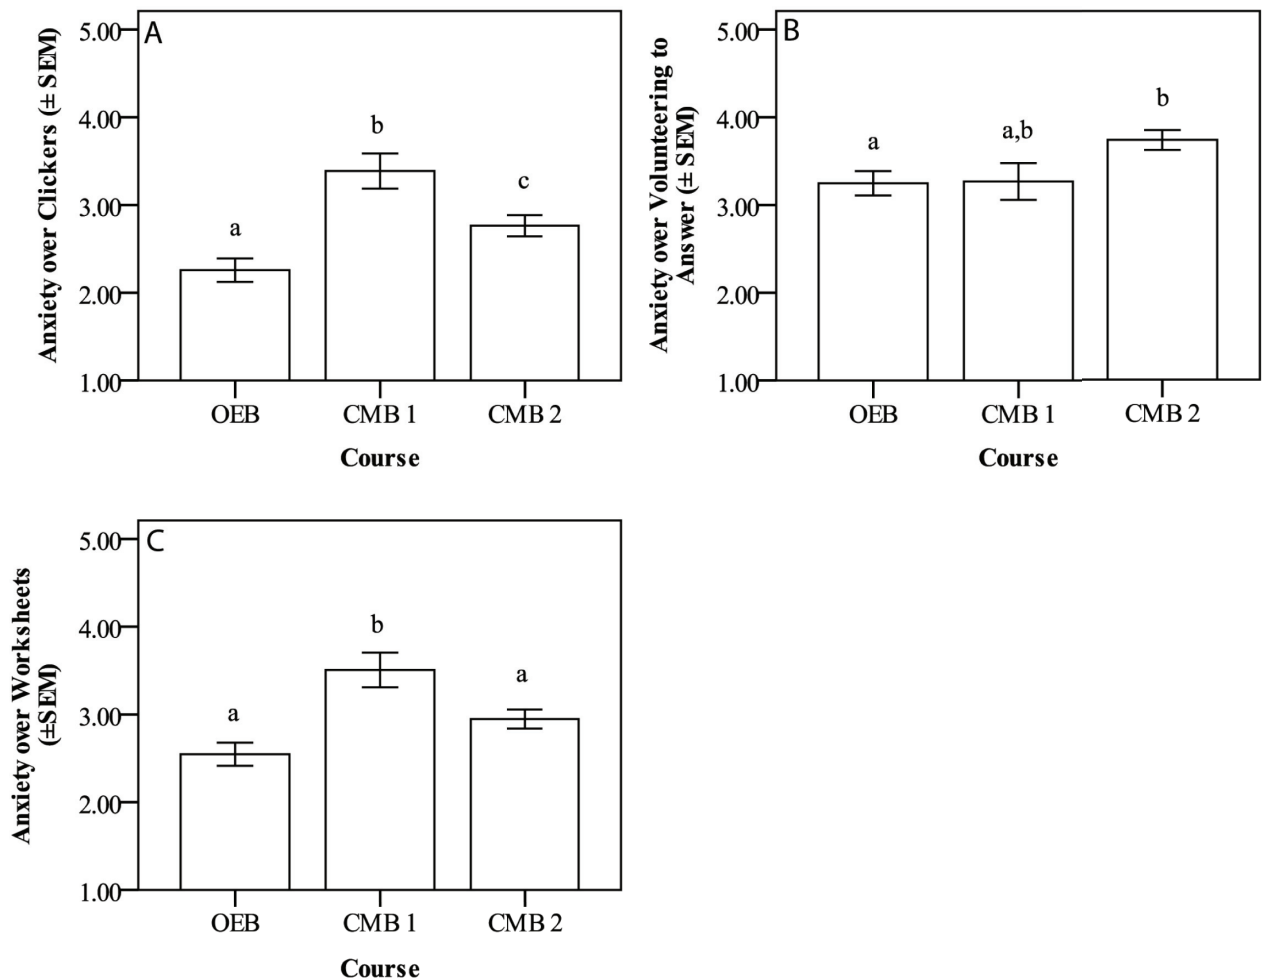 A
Anxiety over Clickers (± SEM)
5.00
4.00
3.00
2.00
1.00
a
b
c
OEB
CMB 1
CMB 2
Course
B
Anxiety over Volunteering to
Answer (± SEM)
5.00
4.00
3.00
2.00
1.00
a
a,b
b
OEB
CMB 1
CMB 2
Course
C
Anxiety over Worksheets
(±SEM)
5.00
4.00
3.00
2.00
1.00
a
b
a
OEB
CMB 1
CMB 2
Course